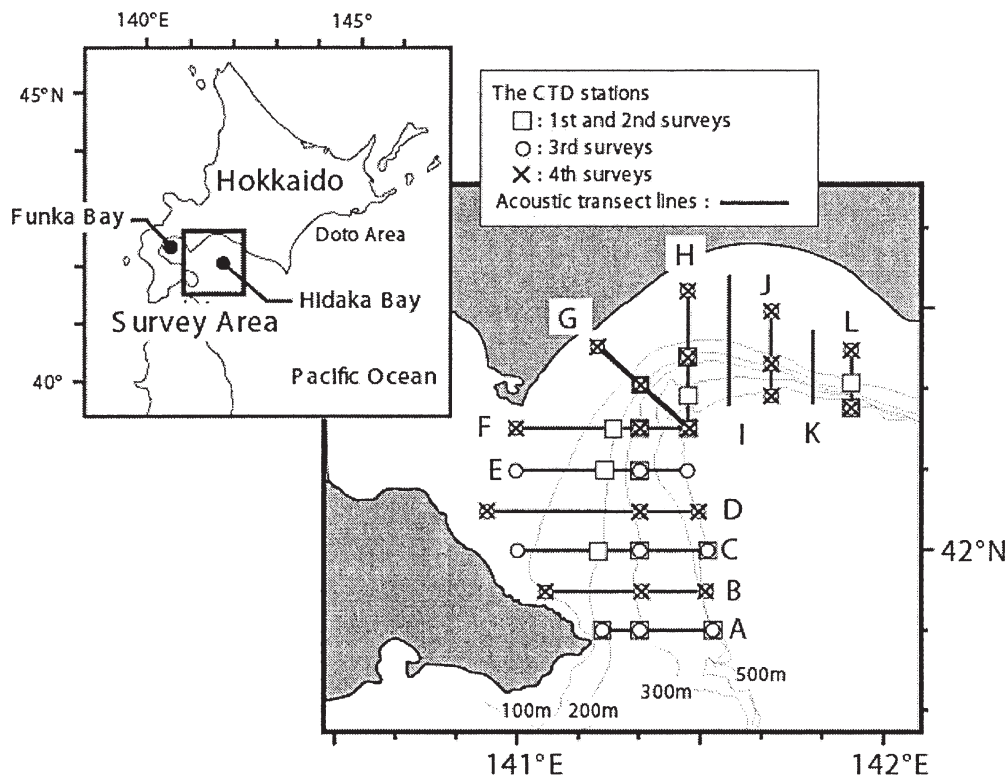 140°E
145°
45°N
Hokkaido
Funka Bay
Doto Area
Hidaka Bay
Survey Area
Pacific Ocean
40°
The CTD stations
: 1st and 2nd surveys
: 3rd surveys
: 4th surveys
Acoustic transect lines :
H
G
J
L
I
K
F
E
D
C
B
A
42°N
500m
300m
100m
200m
141°E
142°E